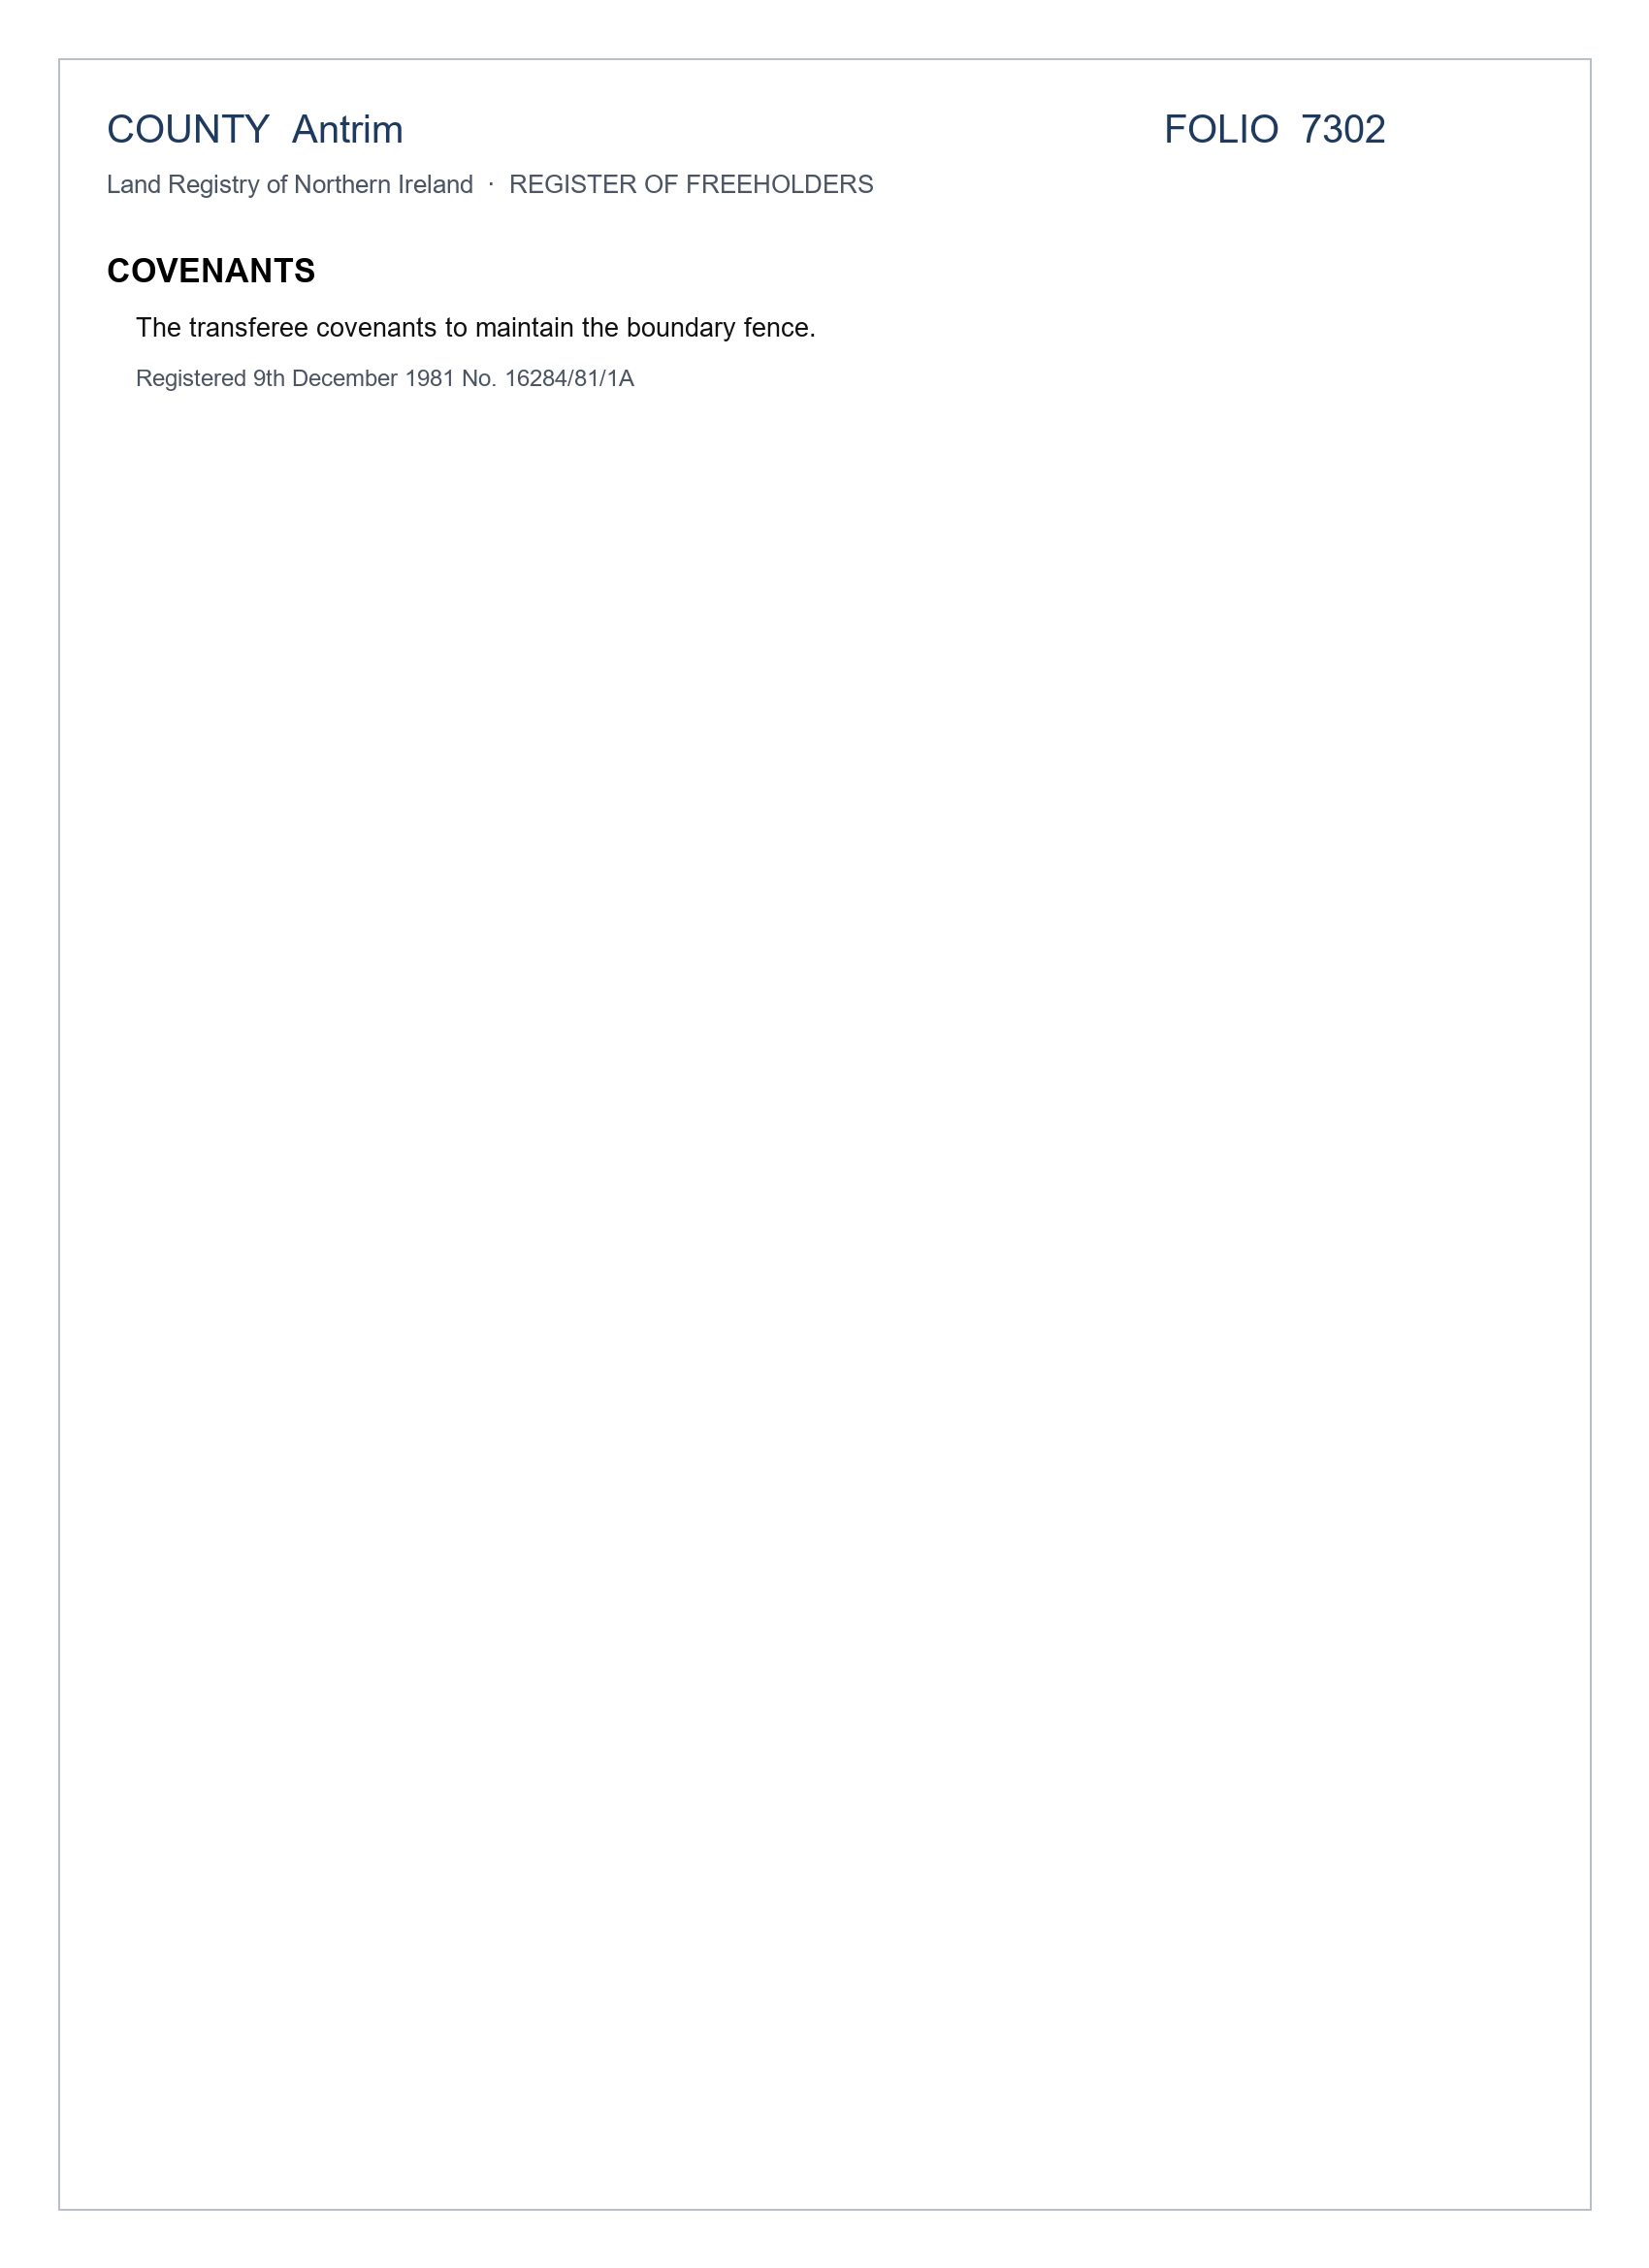 COUNTY Antrim FOLIO 7302
Land Registry of Northern Ireland · REGISTER OF FREEHOLDERS
COVENANTS
The transferee covenants to maintain the boundary fence.
Registered 9th December 1981 No. 16284/81/1A